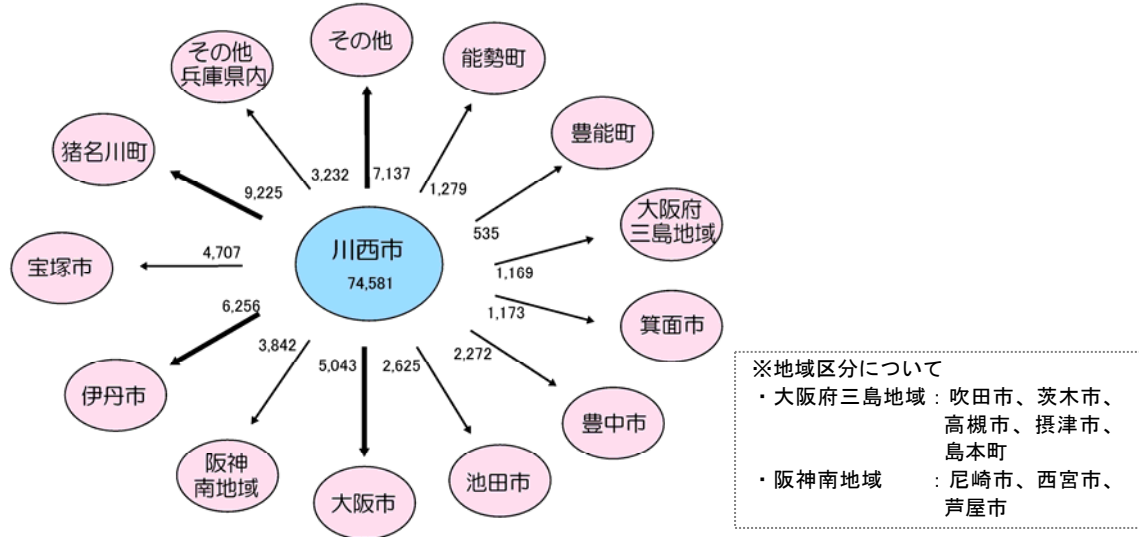 その他
その他
兵庫県内
能勢町
猪名川町
豊能町
3,232
7,137
1,279
9,225
大阪府
三島地域
535
川西市
74,581
宝塚市
4,707
1,169
箕面市
6,256
1,173
3,842
5,043
2,625
2,272
伊丹市
豊中市
阪神
南地域
大阪市
池田市
※地域区分について
・大阪府三島地域：吹田市、茨木市、
高槻市、摂津市、
島本町
・阪神南地域　　：尼崎市、西宮市、
芦屋市